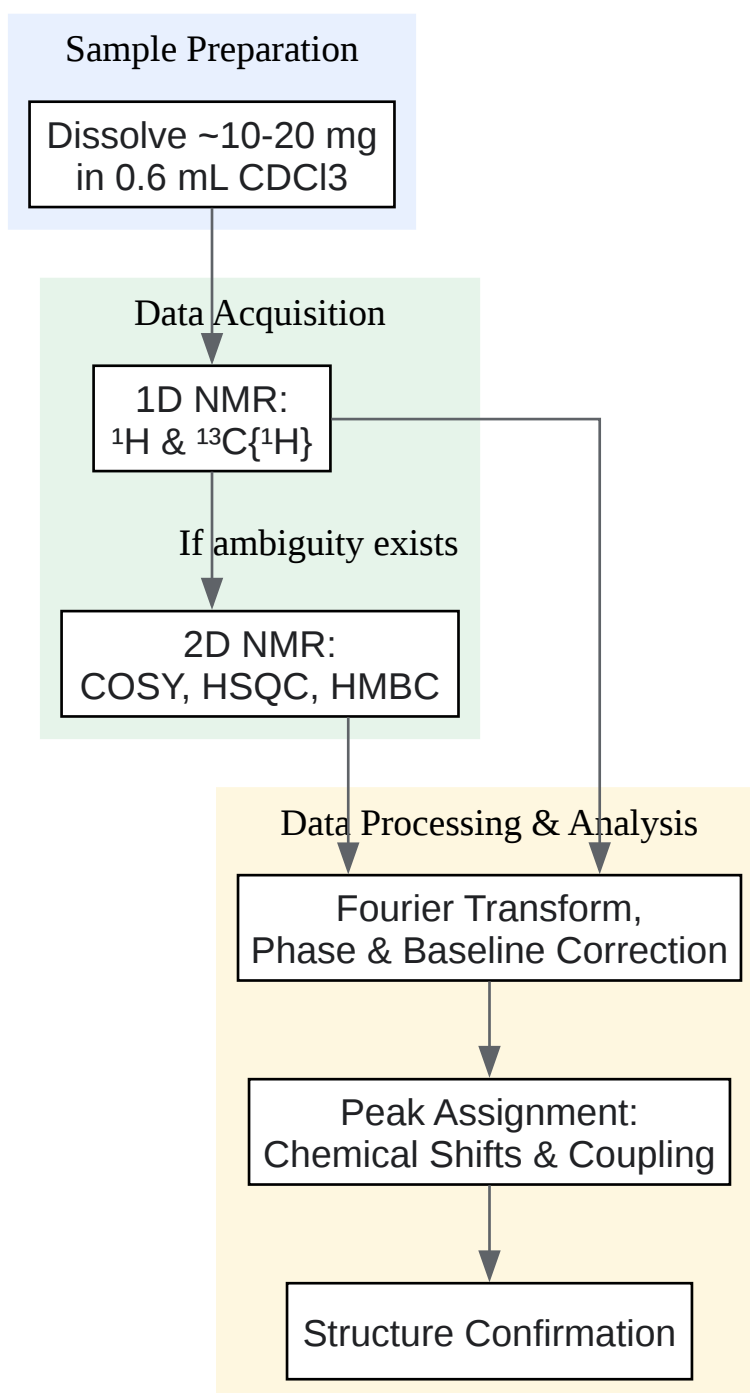 Sample Preparation
Dissolve ~10-20 mg
in 0.6 mL CDCl3
Data Acquisition
1D NMR:
¹H & ¹³C{¹H}
If ambiguity exists
2D NMR:
COSY, HSQC, HMBC
Data Processing & Analysis
Fourier Transform,
Phase & Baseline Correction
Peak Assignment:
Chemical Shifts & Coupling
Structure Confirmation